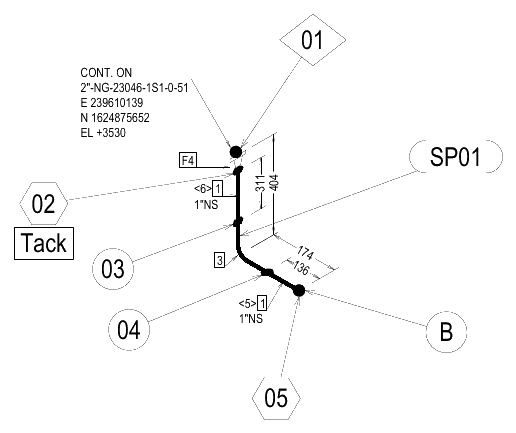 01
CONT. ON
2"-NG-23046-1S1-0-51
E 239610139
N 1624875652
EL +3530
F4
SP01
311
404
<6> 1
1"NS
02
Tack
03
3
174
136
<5> 1
1"NS
04
B
05